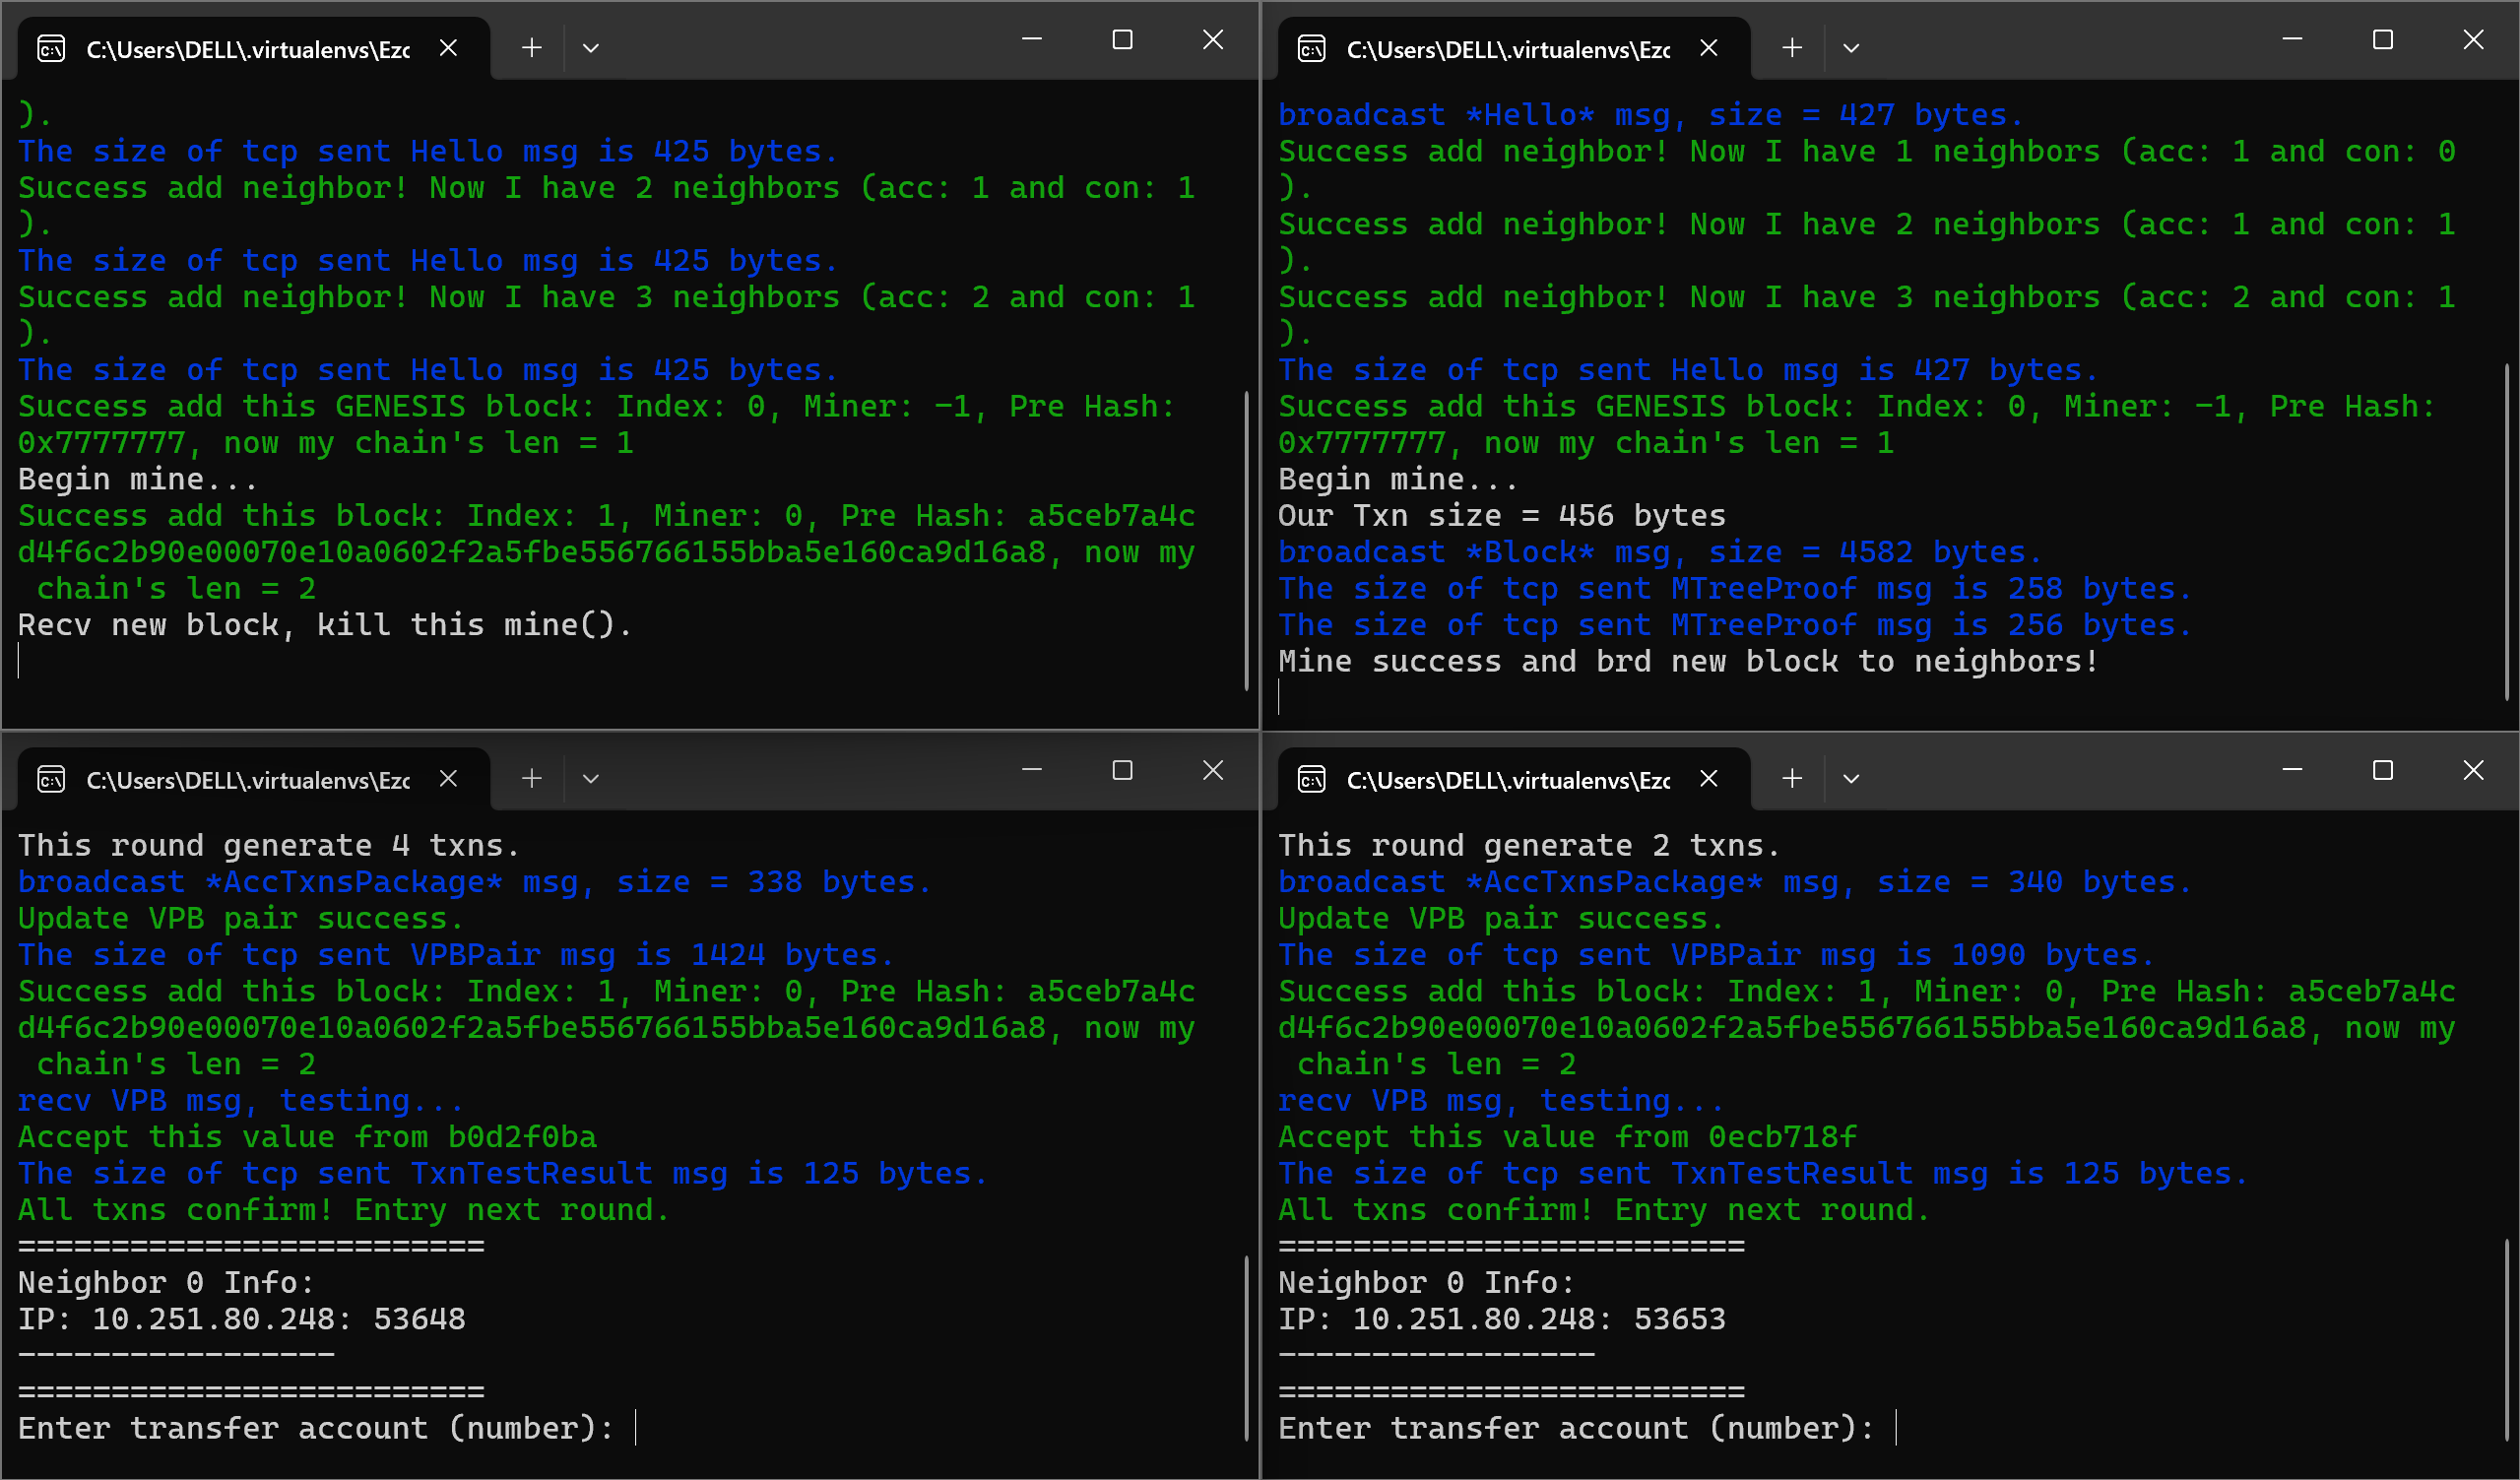 C:\Users\DELL\.virtualenvs\Ezc
).
The size of tcp sent Hello msg is 425 bytes.
Success add neighbor! Now I have 2 neighbors (acc: 1 and con: 1
).
The size of tcp sent Hello msg is 425 bytes.
Success add neighbor! Now I have 3 neighbors (acc: 2 and con: 1
).
The size of tcp sent Hello msg is 425 bytes.
Success add this GENESIS block: Index: 0, Miner: -1, Pre Hash:
0x7777777, now my chain's len = 1
Begin mine...
Success add this block: Index: 1, Miner: 0, Pre Hash: a5ceb7a4c
d4f6c2b90e00070e10a0602f2a5fbe556766155bba5e160ca9d16a8, now my
 chain's len = 2
Recv new block, kill this mine().
C:\Users\DELL\.virtualenvs\Ezc
broadcast *Hello* msg, size = 427 bytes.
Success add neighbor! Now I have 1 neighbors (acc: 1 and con: 0
).
Success add neighbor! Now I have 2 neighbors (acc: 1 and con: 1
).
Success add neighbor! Now I have 3 neighbors (acc: 2 and con: 1
).
The size of tcp sent Hello msg is 427 bytes.
Success add this GENESIS block: Index: 0, Miner: -1, Pre Hash:
0x7777777, now my chain's len = 1
Begin mine...
Our Txn size = 456 bytes
broadcast *Block* msg, size = 4582 bytes.
The size of tcp sent MTreeProof msg is 258 bytes.
The size of tcp sent MTreeProof msg is 256 bytes.
Mine success and brd new block to neighbors!
C:\Users\DELL\.virtualenvs\Ezc
This round generate 4 txns.
broadcast *AccTxnsPackage* msg, size = 338 bytes.
Update VPB pair success.
The size of tcp sent VPBPair msg is 1424 bytes.
Success add this block: Index: 1, Miner: 0, Pre Hash: a5ceb7a4c
d4f6c2b90e00070e10a0602f2a5fbe556766155bba5e160ca9d16a8, now my
 chain's len = 2
recv VPB msg, testing...
Accept this value from b0d2f0ba
The size of tcp sent TxnTestResult msg is 125 bytes.
All txns confirm! Entry next round.
=========================
Neighbor 0 Info:
IP: 10.251.80.248: 53648
-----------------
=========================
Enter transfer account (number):
C:\Users\DELL\.virtualenvs\Ezc
This round generate 2 txns.
broadcast *AccTxnsPackage* msg, size = 340 bytes.
Update VPB pair success.
The size of tcp sent VPBPair msg is 1090 bytes.
Success add this block: Index: 1, Miner: 0, Pre Hash: a5ceb7a4c
d4f6c2b90e00070e10a0602f2a5fbe556766155bba5e160ca9d16a8, now my
 chain's len = 2
recv VPB msg, testing...
Accept this value from 0ecb718f
The size of tcp sent TxnTestResult msg is 125 bytes.
All txns confirm! Entry next round.
=========================
Neighbor 0 Info:
IP: 10.251.80.248: 53653
-----------------
=========================
Enter transfer account (number):